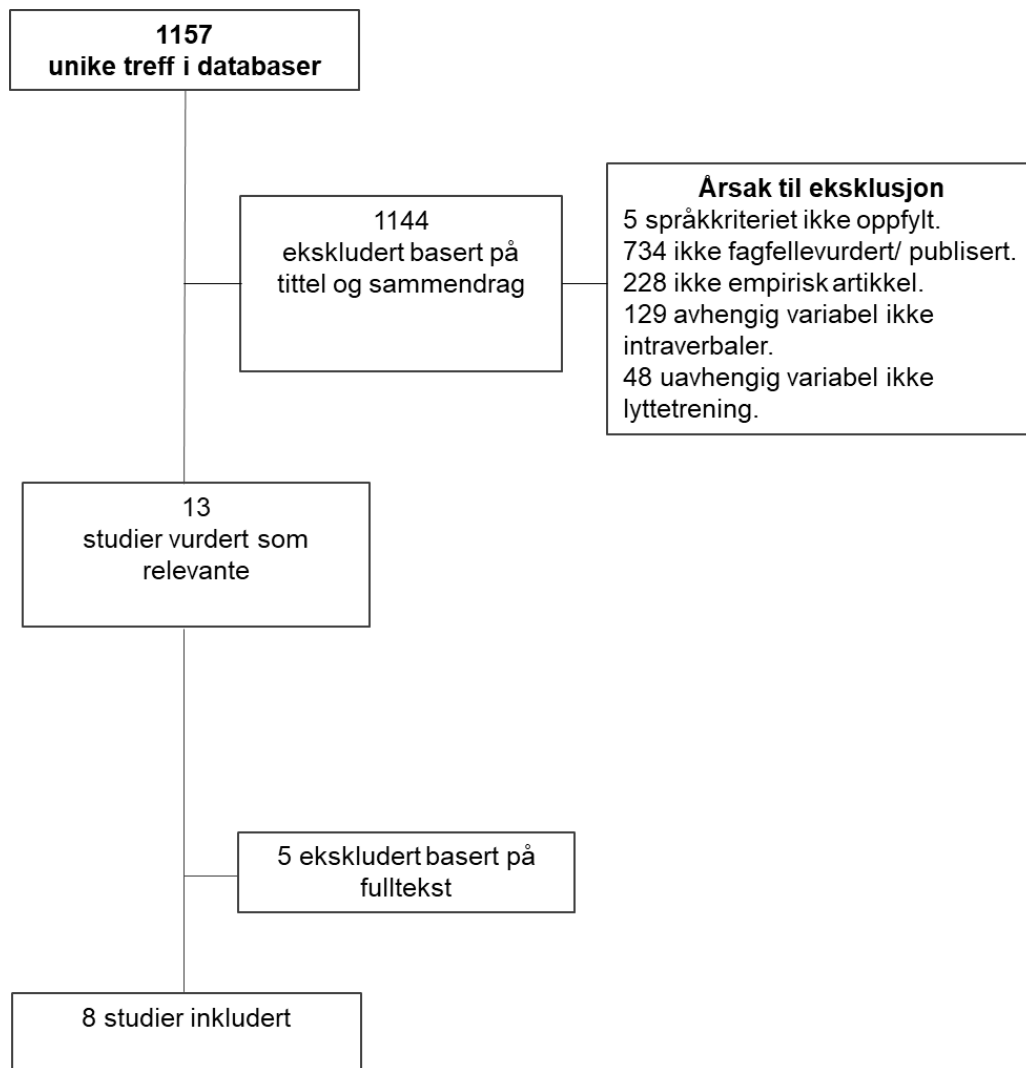 1157
unike treff i databaser
1144
ekskludert basert på
tittel og sammendrag
Årsak til eksklusjon
5 språkkriteriet ikke oppfylt.
734 ikke fagfellevurdert/ publisert.
228 ikke empirisk artikkel.
129 avhengig variabel ikke
intraverbaler.
48 uavhengig variabel ikke
lyttetrening.
13
studier vurdert som
relevante
5 ekskludert basert på
fulltekst
8 studier inkludert